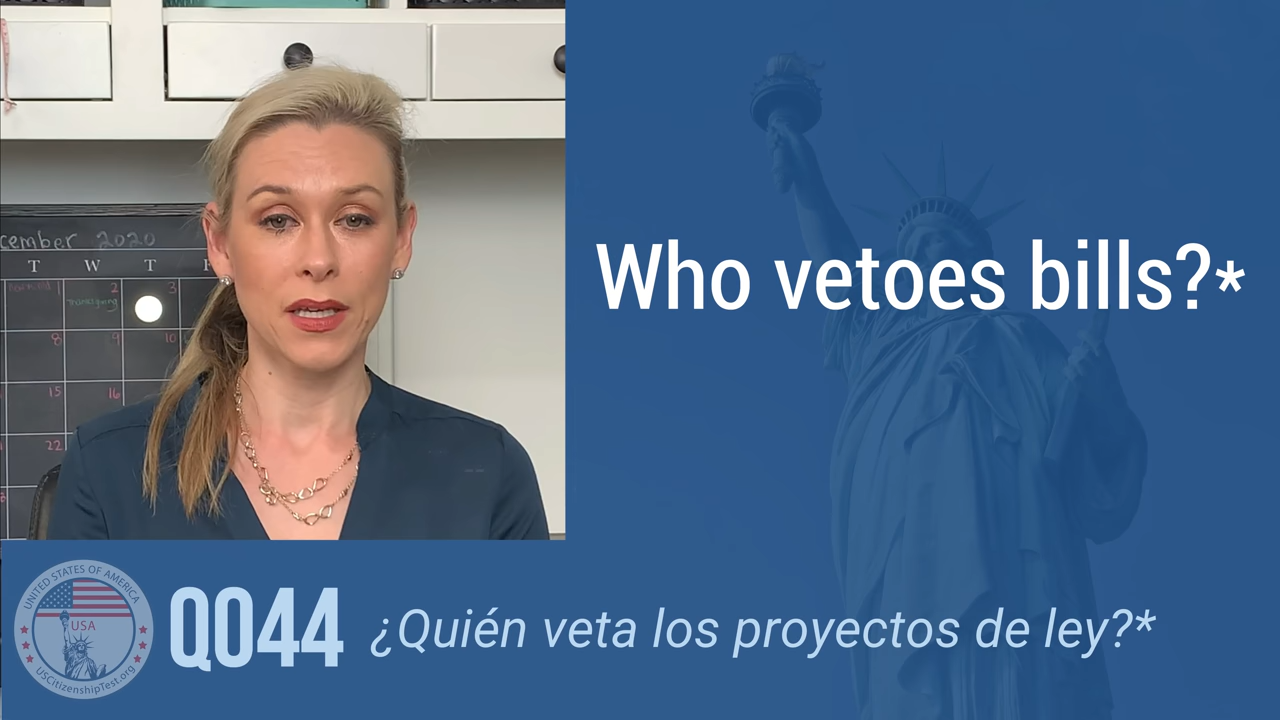 cember 2020
T W T F
1 2 3
8 9 10
15 16
22
Who vetoes bills?*
UNITED STATES OF AMERICA
USA
USCitizenshipTest.org
Q044
¿Quién veta los proyectos de ley?*